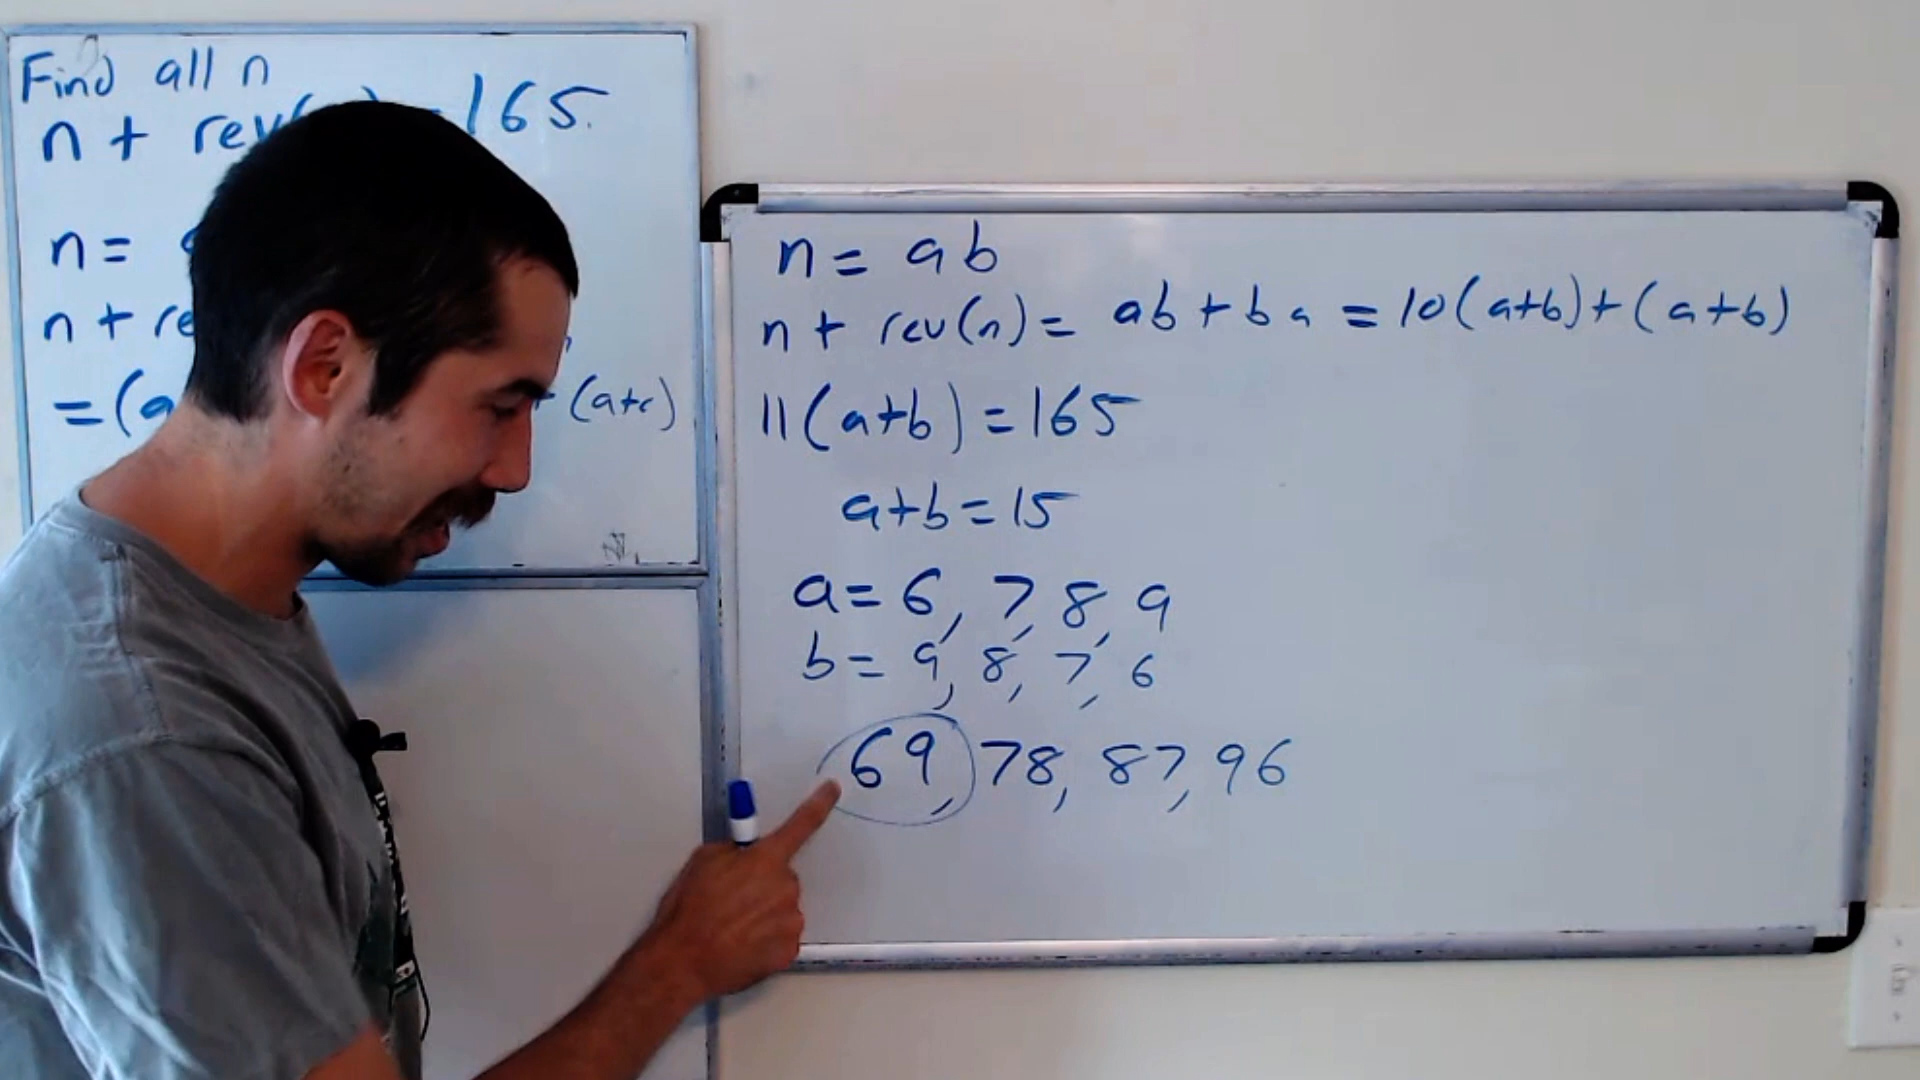 Find all n
n + rev( = 165.
n =
n + re
= (a + (a+c)
n = ab
n + rev(n) = ab + ba = 10(a+b)+(a+b)
11(a+b) = 165
a+b = 15
a = 6, 7, 8, 9
b = 9, 8, 7, 6
69, 78, 87, 96